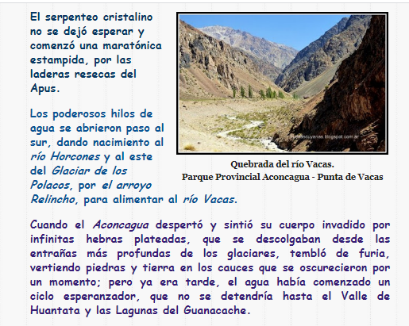 El serpenteo cristalino
no se dejó esperar y
comenzó una maratónica
estampida, por las
laderas resecas del
Apus.
Los poderosos hilos de
agua se abrieron paso al
sur, dando nacimiento al
río Horcones y al este
del Glaciar de los
Polacos, por el arroyo
Relincho, para alimentar al río Vacas.
Quebrada del río Vacas.
Parque Provincial Aconcagua - Punta de Vacas
Cuando el Aconcagua despertó y sintió su cuerpo invadido por
infinitas hebras plateadas, que se descolgaban desde las
entrañas más profundas de los glaciares, tembló de furia,
vertiendo piedras y tierra en los cauces que se oscurecieron por
un momento; pero ya era tarde, el agua había comenzado un
ciclo esperanzador, que no se detendría hasta el Valle de
Huantata y las Lagunas del Guanacache.